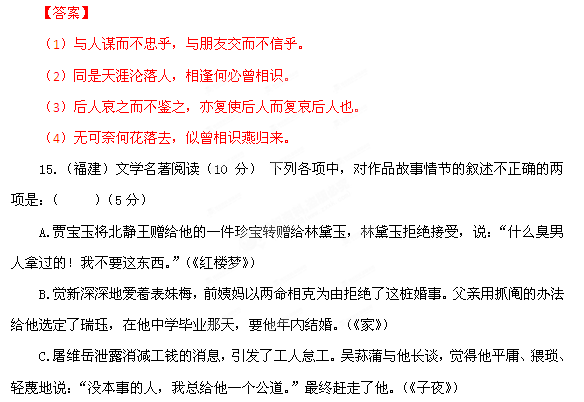 【答案】
（1）与人谋而不忠乎，与朋友交而不信乎。
（2）同是天涯沦落人，相逢何必曾相识。
（3）后人哀之而不鉴之，亦复使后人而复哀后人也。
（4）无可奈何花落去，似曾相识燕归来。
15.（福建）文学名著阅读（10 分） 下列各项中，对作品故事情节的叙述不正确的两
项是：（　　）（5 分）
A.贾宝玉将北静王赠给他的一件珍宝转赠给林黛玉，林黛玉拒绝接受，说：“什么臭男
人拿过的！我不要这东西。”（《红楼梦》）
B.觉新深深地爱着表姝梅，前姨妈以两命相克为由拒绝了这桩婚事。父亲用抓阄的办法
给他选定了瑞珏，在他中学毕业那天，要他年内结婚。（《家》）
C.屠维岳泄露消减工钱的消息，引发了工人怠工。吴荪蒲与他长谈，觉得他平庸、猥琐、
轻蔑地说：“没本事的人，我总给他一个公道。”最终赶走了他。（《子夜》）